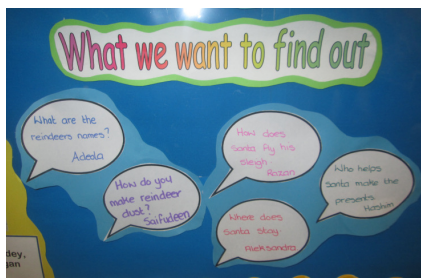 What we want to find out
What are the
reindeers names?
Adeola
How do you
make reindeer
dust?
Saifudeen
How does
santa fly his
sleigh.
Rozan
Where does
santa stay.
Aleksandra
Who helps
santa make the
presents.
dey,